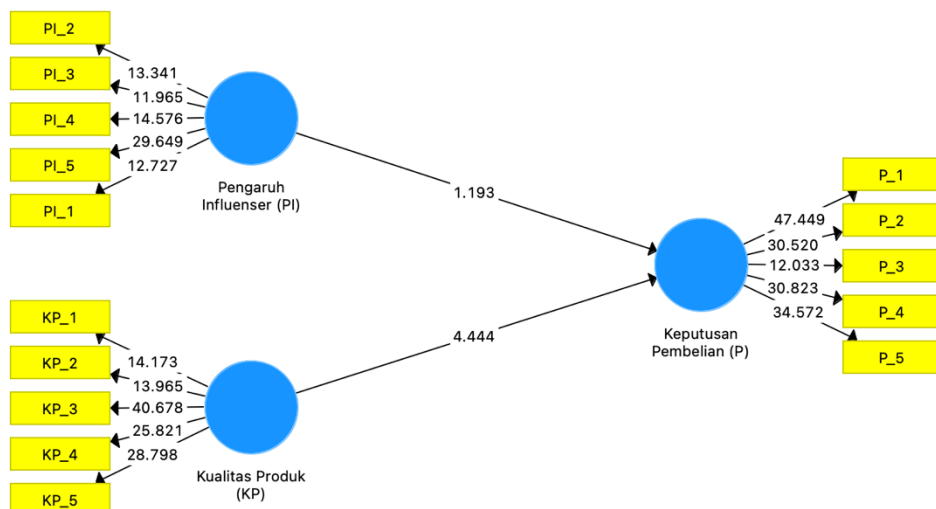 PI_2
PI_3
PI_4
PI_5
PI_1
13.341
11.965
14.576
29.649
12.727
Pengaruh
Influenser (PI)
1.193
KP_1
KP_2
KP_3
KP_4
KP_5
14.173
13.965
40.678
25.821
28.798
Kualitas Produk
(KP)
4.444
Keputusan
Pembelian (P)
47.449
30.520
12.033
30.823
34.572
P_1
P_2
P_3
P_4
P_5